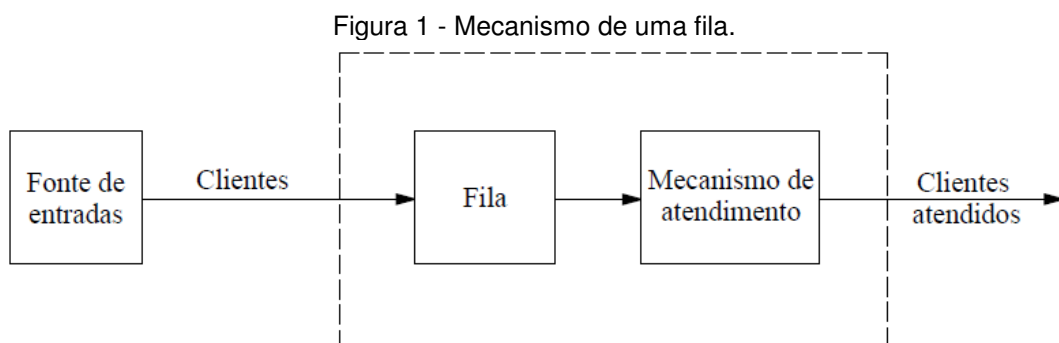 Figura 1 - Mecanismo de uma fila.
Fonte de
entradas
Clientes
Fila
Mecanismo de
atendimento
Clientes
atendidos